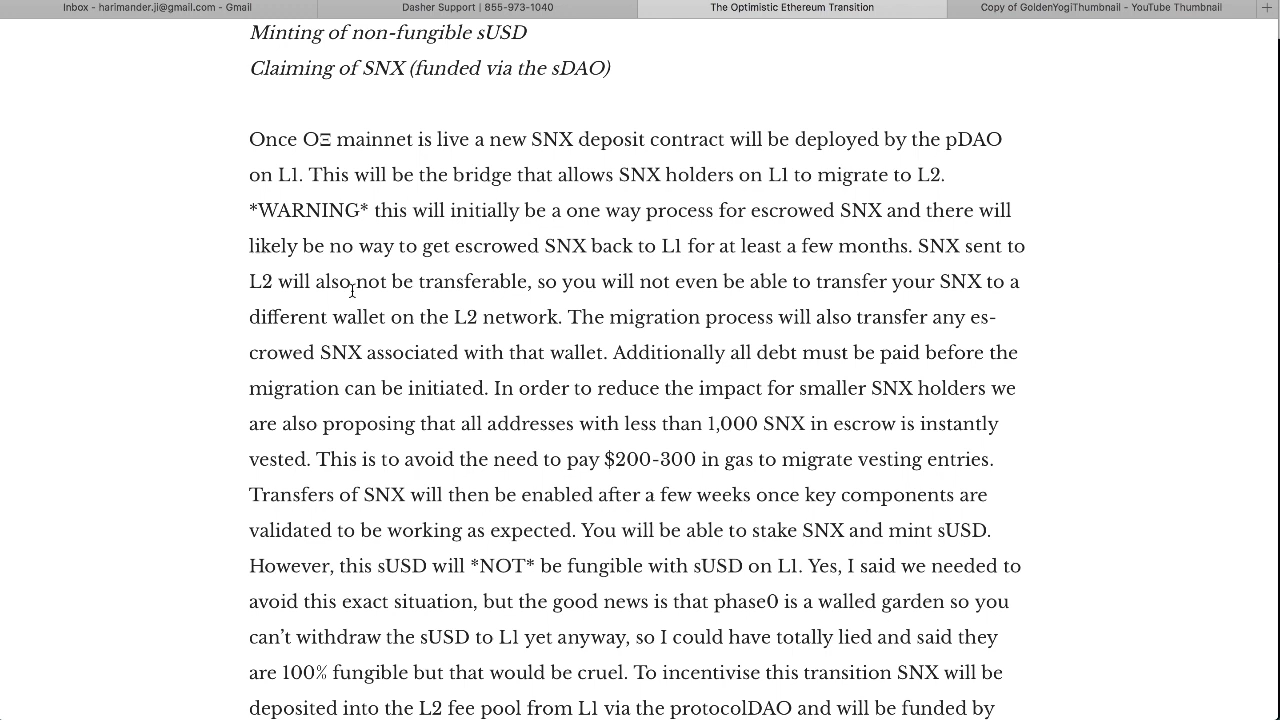 Inbox - harimander.ji@gmail.com - Gmail
Dasher Support | 855-973-1040
The Optimistic Ethereum Transition
Copy of GoldenYogiThumbnail - YouTube Thumbnail
+
Minting of non-fungible sUSD
Claiming of SNX (funded via the sDAO)
Once OΞ mainnet is live a new SNX deposit contract will be deployed by the pDAO
on L1. This will be the bridge that allows SNX holders on L1 to migrate to L2.
*WARNING* this will initially be a one way process for escrowed SNX and there will
likely be no way to get escrowed SNX back to L1 for at least a few months. SNX sent to
L2 will also not be transferable, so you will not even be able to transfer your SNX to a
different wallet on the L2 network. The migration process will also transfer any es-
crowed SNX associated with that wallet. Additionally all debt must be paid before the
migration can be initiated. In order to reduce the impact for smaller SNX holders we
are also proposing that all addresses with less than 1,000 SNX in escrow is instantly
vested. This is to avoid the need to pay $200-300 in gas to migrate vesting entries.
Transfers of SNX will then be enabled after a few weeks once key components are
validated to be working as expected. You will be able to stake SNX and mint sUSD.
However, this sUSD will *NOT* be fungible with sUSD on L1. Yes, I said we needed to
avoid this exact situation, but the good news is that phase0 is a walled garden so you
can’t withdraw the sUSD to L1 yet anyway, so I could have totally lied and said they
are 100% fungible but that would be cruel. To incentivise this transition SNX will be
deposited into the L2 fee pool from L1 via the protocolDAO and will be funded by